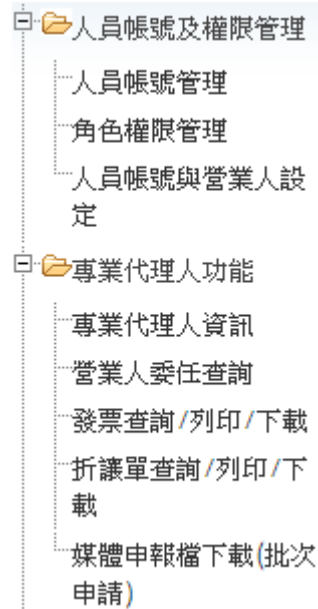 人員帳號及權限管理
人員帳號管理
角色權限管理
人員帳號與營業人設
定
專業代理人功能
專業代理人資訊
營業人委任查詢
發票查詢/列印/下載
折讓單查詢/列印/下
載
媒體申報檔下載(批次
申請)